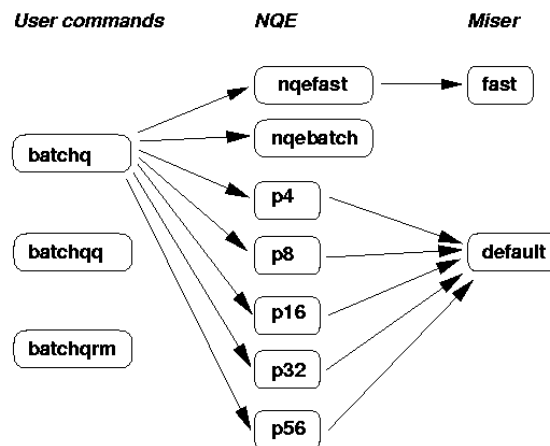 User commands NQE Miser
nqefast fast
nqebatch
batchq
p4
batchqq p8 default
p16
batchqrm
p32
p56